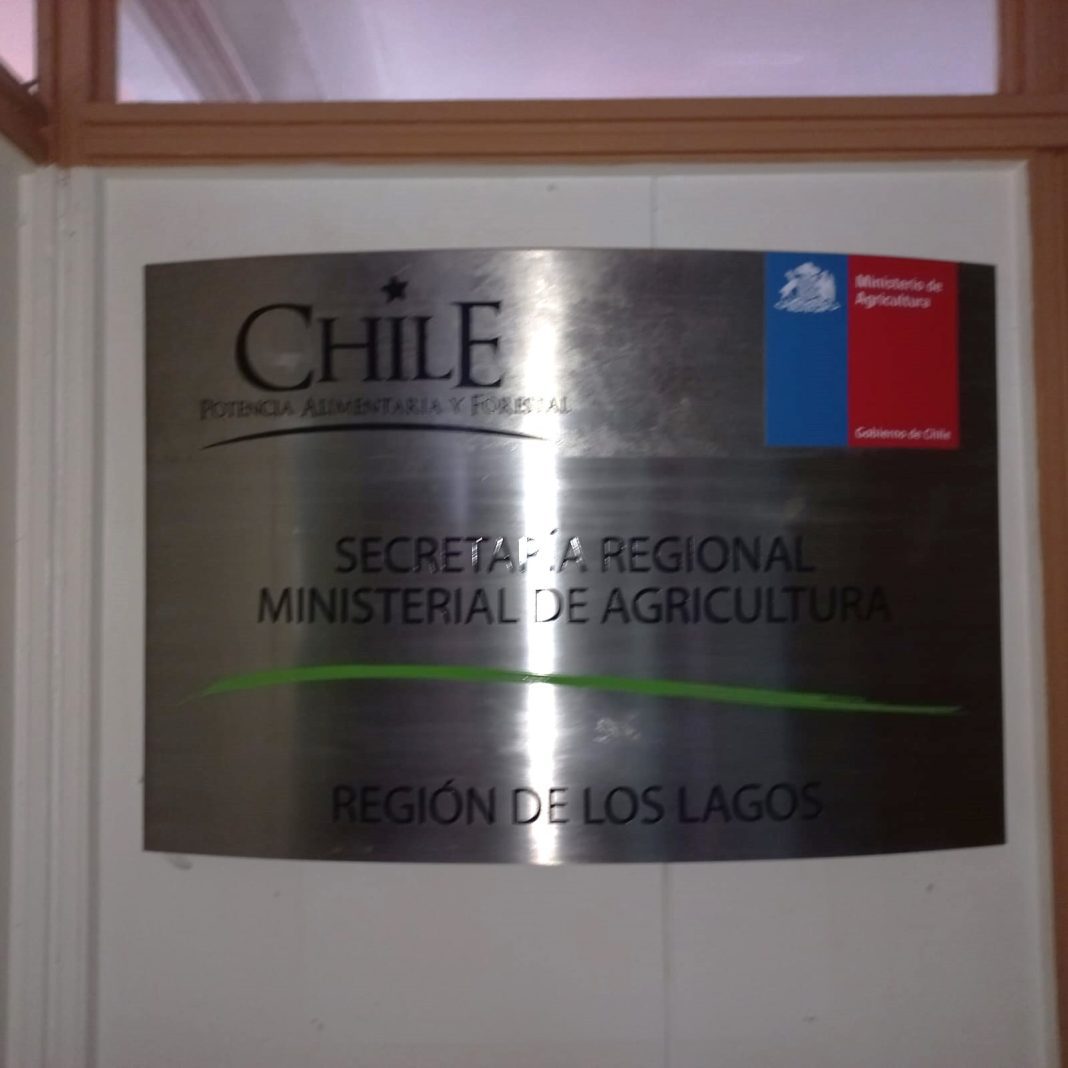 CHILE
POTENCIA ALIMENTARIA Y FORESTAL
Ministerio de
Agricultura
Gobierno de Chile
SECRETARÍA REGIONAL
MINISTERIAL DE AGRICULTURA
REGIÓN DE LOS LAGOS